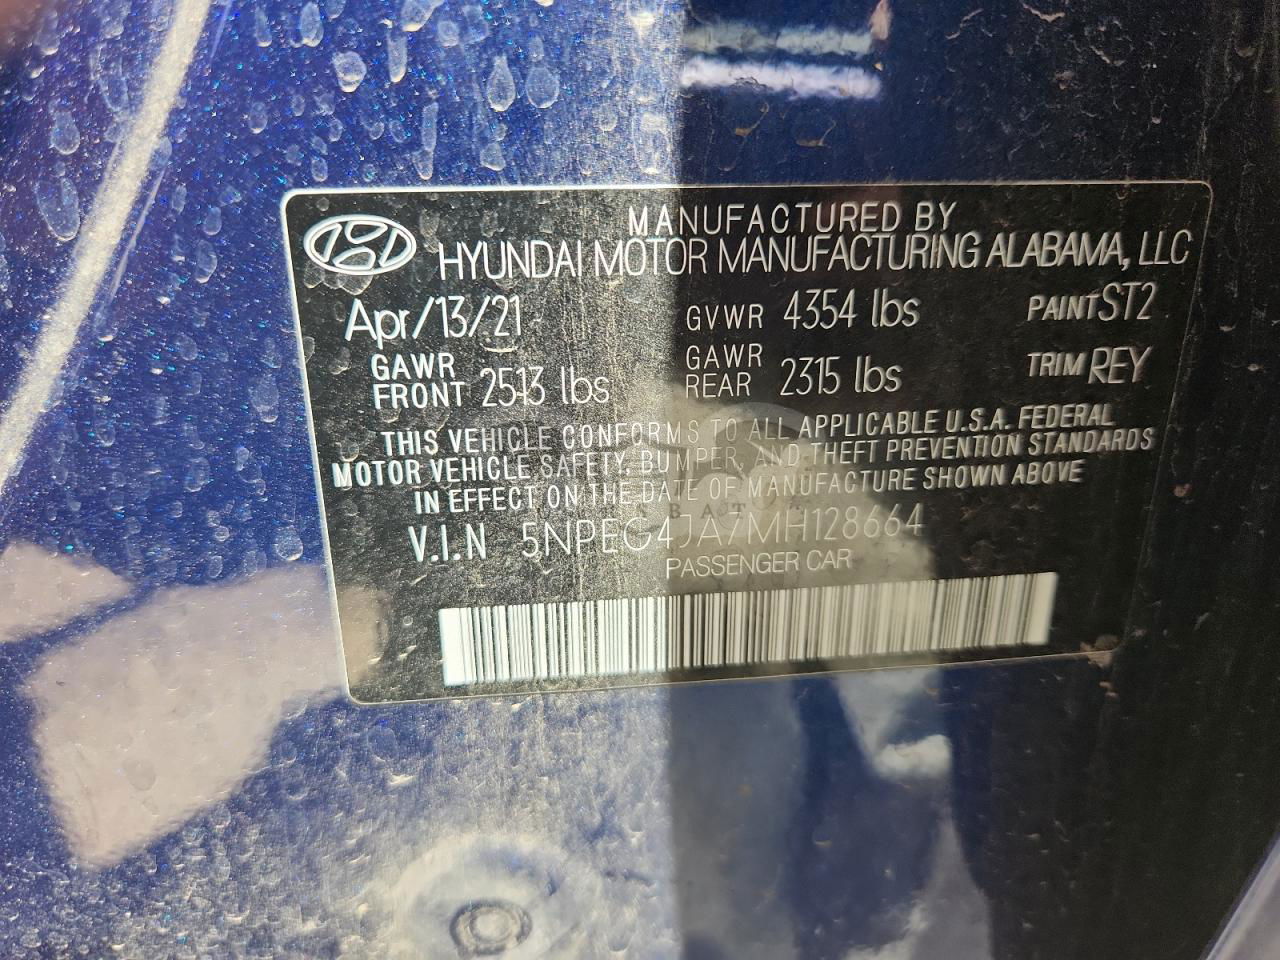 MANUFACTURED BY
HYUNDAI MOTOR MANUFACTURING ALABAMA, LLC
Apr/13/21 GVWR 4354 lbs PAINT ST2
GAWR FRONT 2513 lbs GAWR REAR 2315 lbs TRIM REY
THIS VEHICLE CONFORMS TO ALL APPLICABLE U.S.A. FEDERAL
MOTOR VEHICLE SAFETY, BUMPER, AND THEFT PREVENTION STANDARDS
IN EFFECT ON THE DATE OF MANUFACTURE SHOWN ABOVE
V.I.N 5NPEG4JA7MH128664
PASSENGER CAR